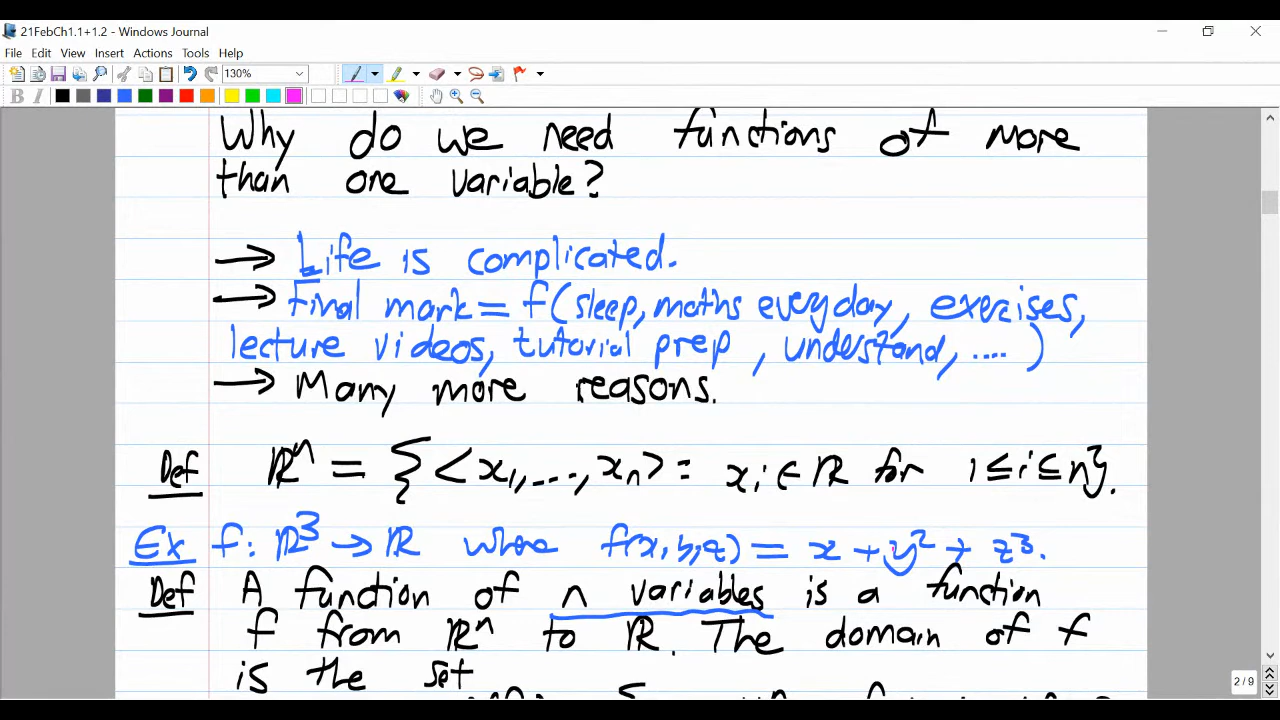 21FebCh1.1+1.2 - Windows Journal
File Edit View Insert Actions Tools Help
130%
B I
Why do we need functions of more
than one variable?
→ Life is complicated.
→ Final mark = f(sleep, maths everyday, exercises,
lecture videos, tutorial prep, understand, ....)
→ Many more reasons.
Def ℝⁿ = {<x₁,...,xₙ> : xᵢ ∈ ℝ for 1≤i≤n}.
Ex f: ℝ³ → ℝ where f(x,y,z) = x + y² + z³.
Def A function of n variables is a function
f from ℝⁿ to ℝ. The domain of f
is the set
2 / 9